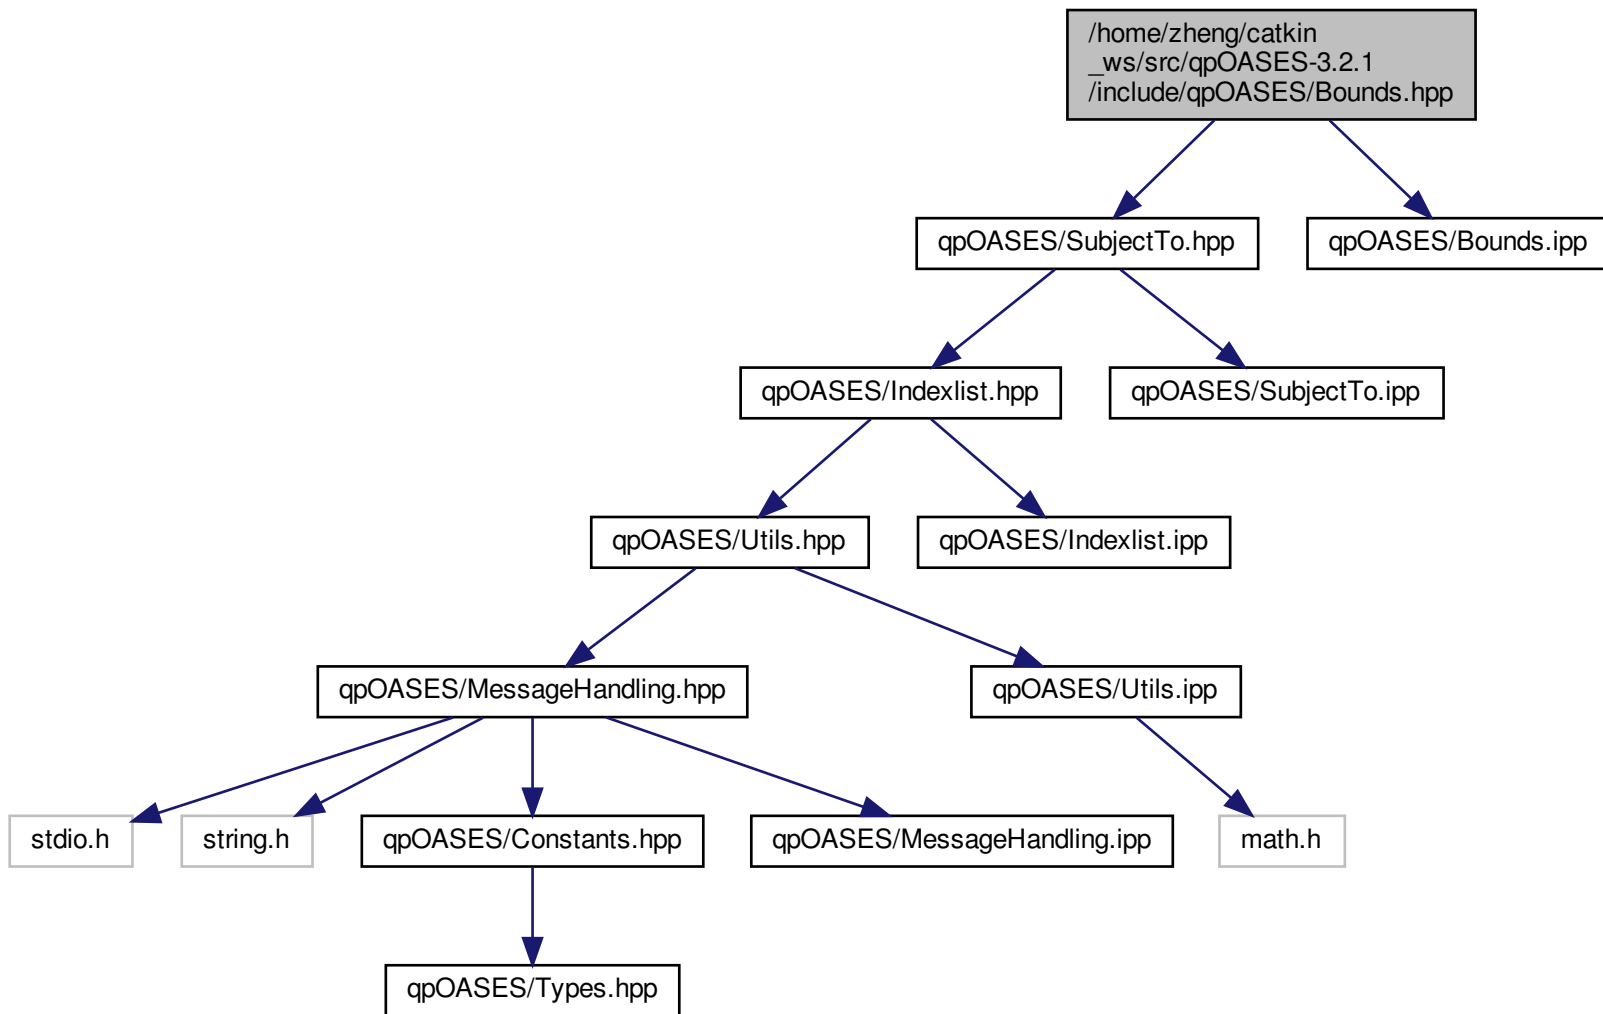 /home/zheng/catkin
_ws/src/qpOASES-3.2.1
/include/qpOASES/Bounds.hpp
qpOASES/SubjectTo.hpp
qpOASES/Bounds.ipp
qpOASES/Indexlist.hpp
qpOASES/SubjectTo.ipp
qpOASES/Utils.hpp
qpOASES/Indexlist.ipp
qpOASES/MessageHandling.hpp
qpOASES/Utils.ipp
stdio.h
string.h
qpOASES/Constants.hpp
qpOASES/MessageHandling.ipp
math.h
qpOASES/Types.hpp